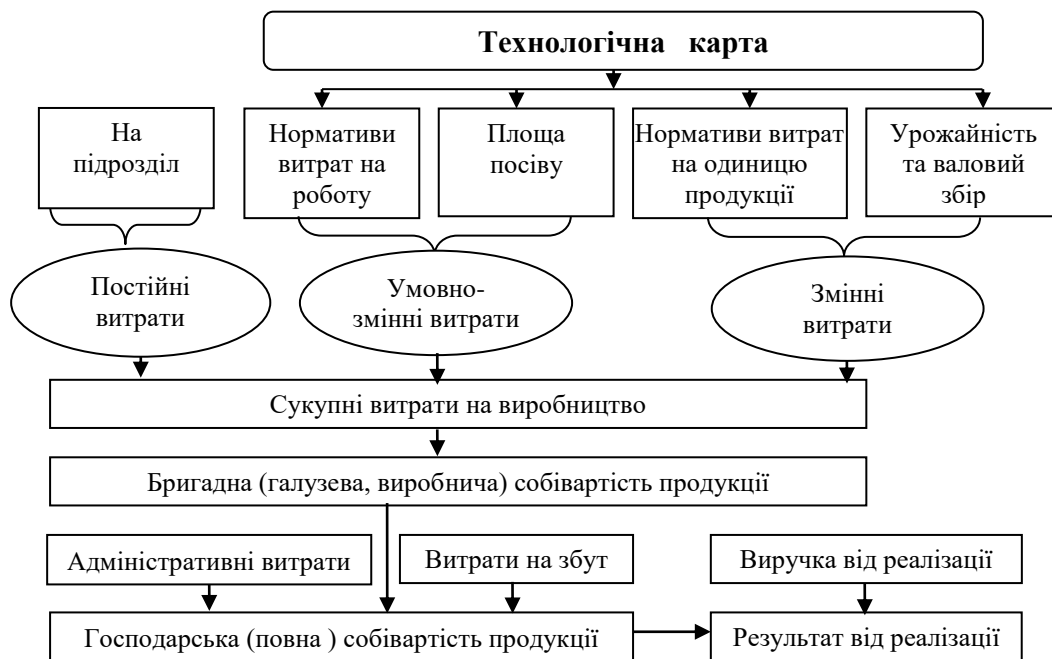 Технологічна карта
На
підрозділ
Нормативи
витрат на
роботу
Площа
посіву
Нормативи витрат
на одиницю
продукції
Урожайність
та валовий
збір
Постійні
витрати
Умовно-
змінні витрати
Змінні
витрати
Сукупні витрати на виробництво
Бригадна (галузева, виробнича) собівартість продукції
Адміністративні витрати
Витрати на збут
Виручка від реалізації
Господарська (повна ) собівартість продукції
Результат від реалізації